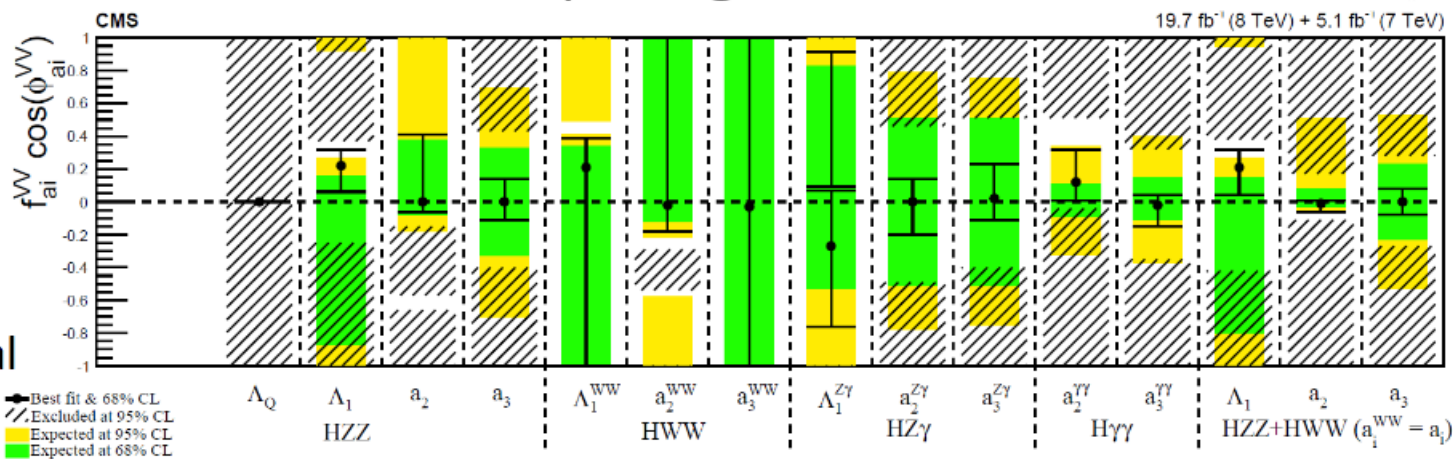 CMS 19.7 fb⁻¹ (8 TeV) + 5.1 fb⁻¹ (7 TeV)
f_ai^VV cos(ϕ_ai^VV)
1
0.8
0.6
0.4
0.2
0
-0.2
-0.4
-0.6
-0.8
-1
al
Λ_Q Λ_1 a_2 a_3 Λ_1^WW a_2^WW a_3^WW Λ_1^Zγ a_2^Zγ a_3^Zγ a_2^γγ a_3^γγ Λ_1 a_2 a_3
HZZ HWW HZγ Hγγ HZZ+HWW (a_i^WW = a_i)
Best fit & 68% CL
Excluded at 95% CL
Expected at 95% CL
Expected at 68% CL